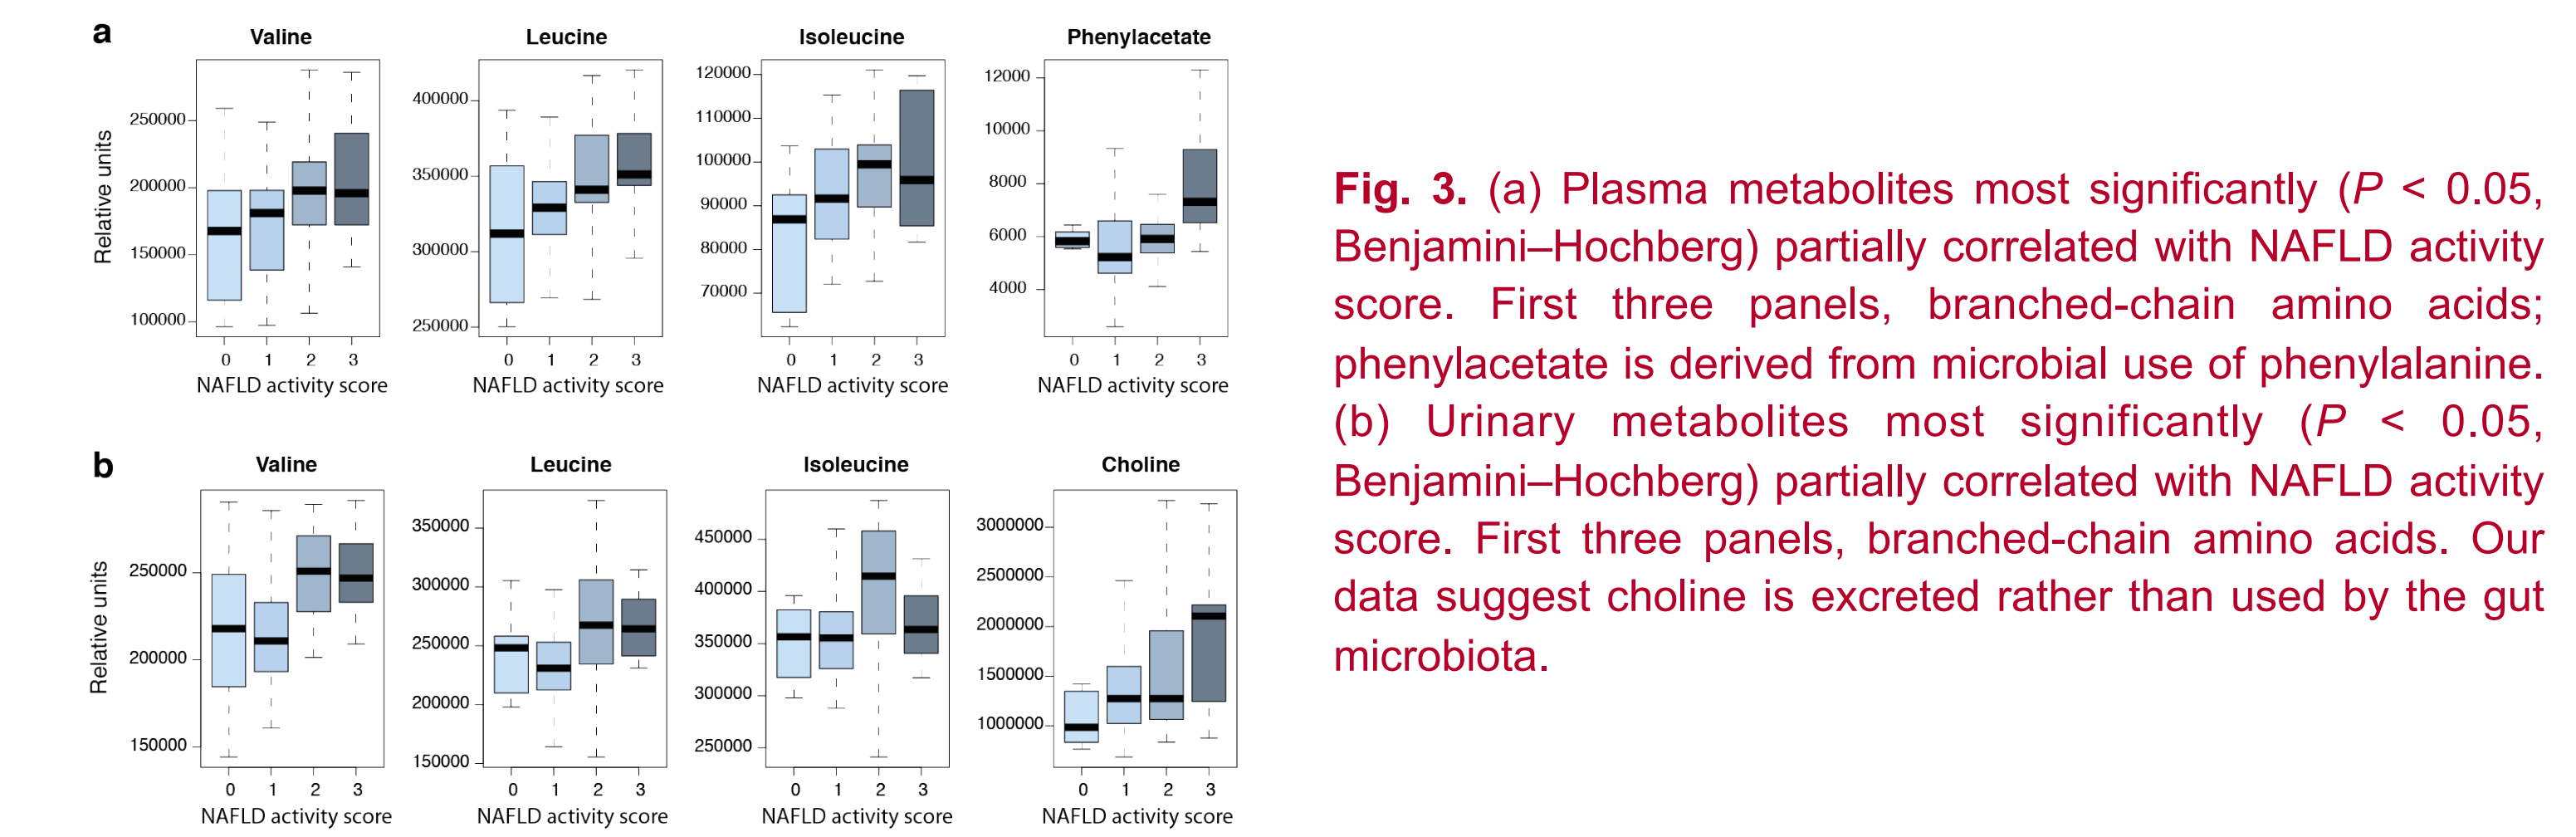 a
Valine
Leucine
Isoleucine
Phenylacetate
Relative units
250000
200000
150000
100000
0 1 2 3
NAFLD activity score
400000
350000
300000
250000
0 1 2 3
NAFLD activity score
120000
110000
100000
90000
80000
70000
0 1 2 3
NAFLD activity score
12000
10000
8000
6000
4000
0 1 2 3
NAFLD activity score
b
Valine
Leucine
Isoleucine
Choline
Relative units
250000
200000
150000
0 1 2 3
NAFLD activity score
350000
300000
250000
200000
150000
0 1 2 3
NAFLD activity score
450000
400000
350000
300000
250000
0 1 2 3
NAFLD activity score
3000000
2500000
2000000
1500000
1000000
0 1 2 3
NAFLD activity score
Fig. 3. (a) Plasma metabolites most significantly (P < 0.05,
Benjamini–Hochberg) partially correlated with NAFLD activity
score. First three panels, branched-chain amino acids;
phenylacetate is derived from microbial use of phenylalanine.
(b) Urinary metabolites most significantly (P < 0.05,
Benjamini–Hochberg) partially correlated with NAFLD activity
score. First three panels, branched-chain amino acids. Our
data suggest choline is excreted rather than used by the gut
microbiota.